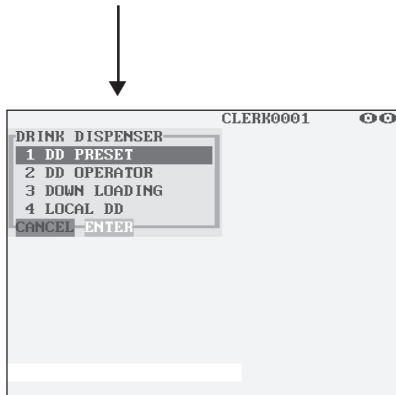 CLERK0001
DRINK DISPENSER
1 DD PRESET
2 DD OPERATOR
3 DOWN LOADING
4 LOCAL DD
CANCEL ENTER